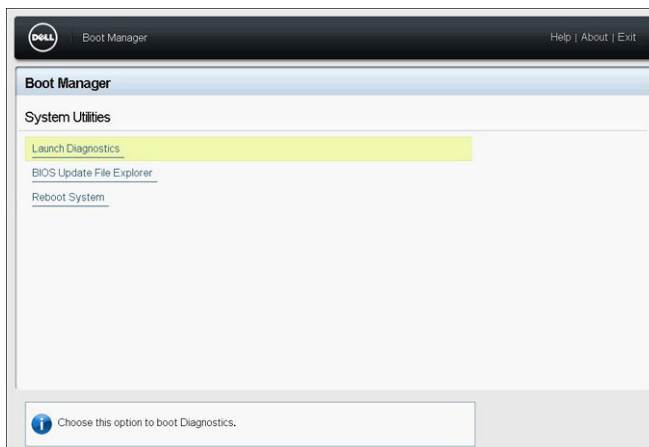 DELL
Boot Manager
Help | About | Exit
Boot Manager
System Utilities
Launch Diagnostics
BIOS Update File Explorer
Reboot System
Choose this option to boot Diagnostics.